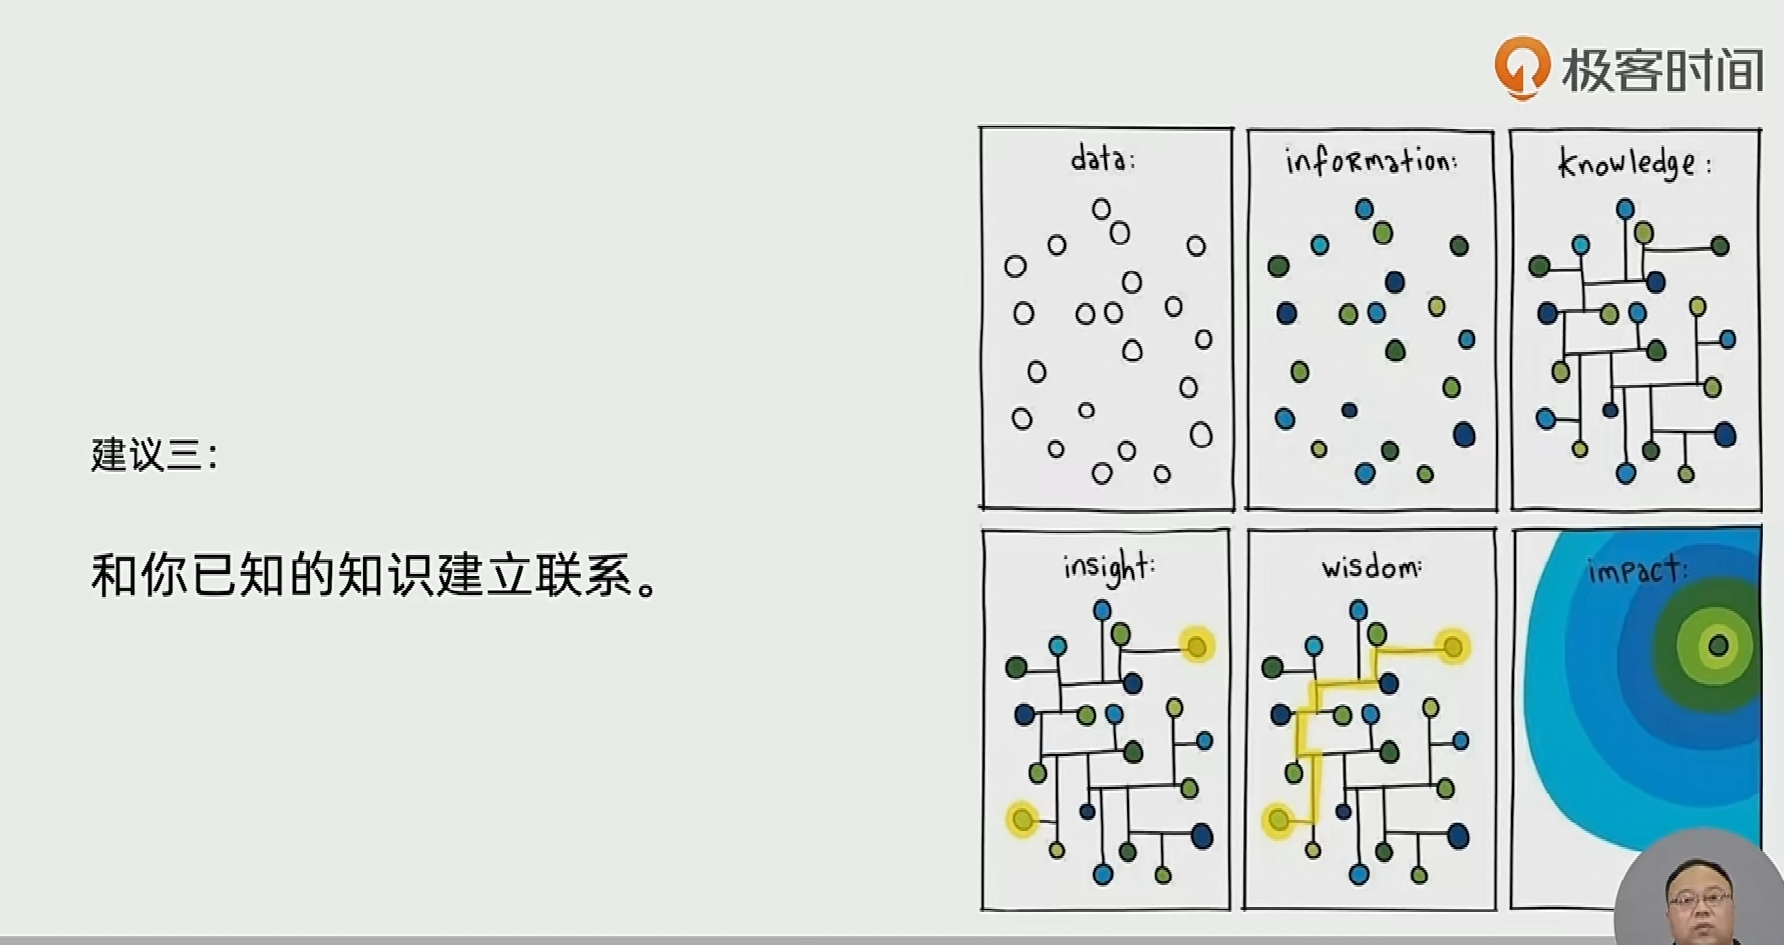 极客时间
data:
information:
knowledge:
建议三：
和你已知的知识建立联系。
insight:
wisdom:
impact: